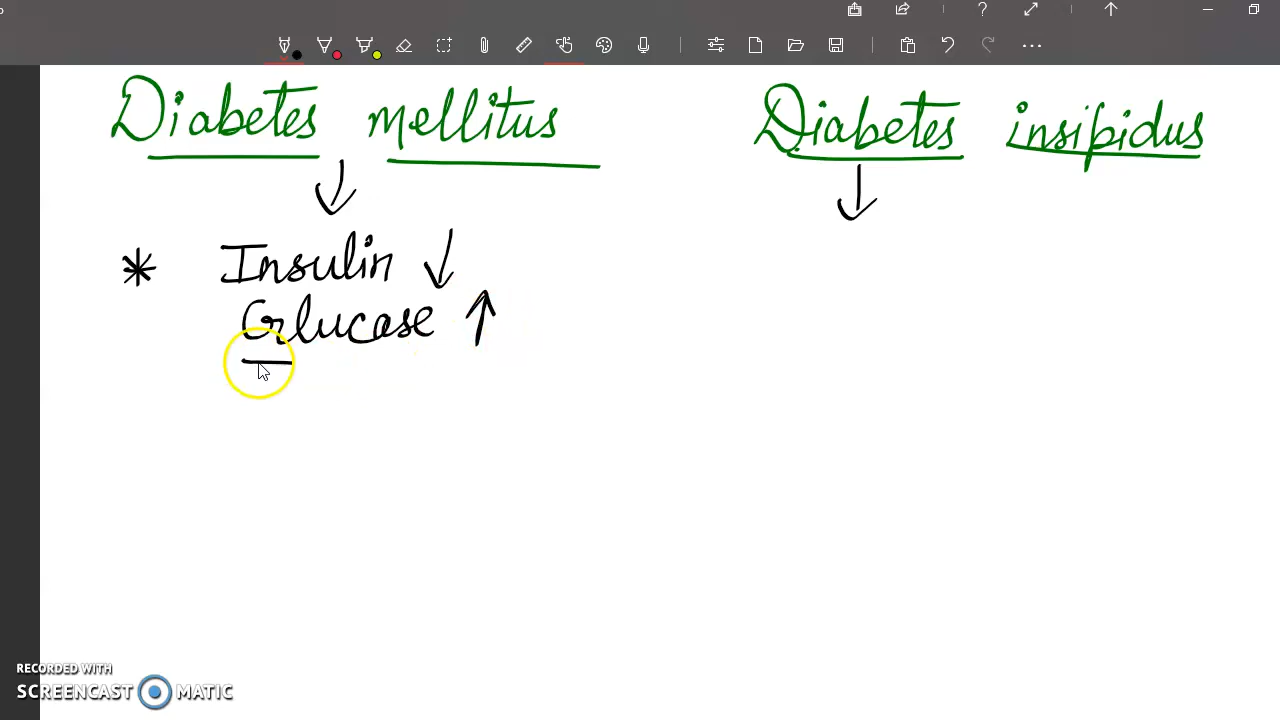 Diabetes mellitus
Diabetes insipidus
↓
↓
* Insulin ↓
Glucose ↑
RECORDED WITH
SCREENCAST MATIC